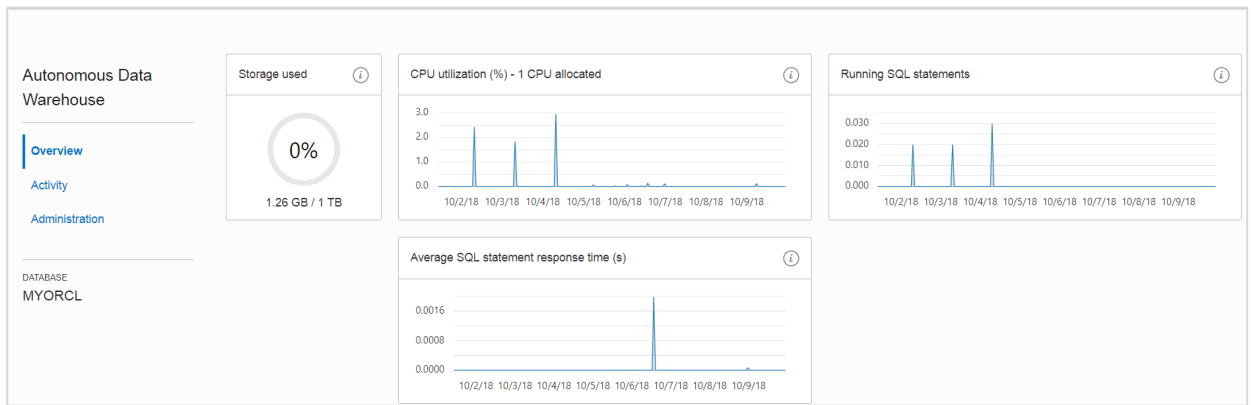 Autonomous Data
Warehouse
Overview
Activity
Administration
DATABASE
MYORCL
Storage used
0%
1.26 GB / 1 TB
CPU utilization (%) - 1 CPU allocated
3.0
2.0
1.0
0.0
10/2/18 10/3/18 10/4/18 10/5/18 10/6/18 10/7/18 10/8/18 10/9/18
Running SQL statements
0.030
0.020
0.010
0.000
10/2/18 10/3/18 10/4/18 10/5/18 10/6/18 10/7/18 10/8/18 10/9/18
Average SQL statement response time (s)
0.0016
0.0008
0.0000
10/2/18 10/3/18 10/4/18 10/5/18 10/6/18 10/7/18 10/8/18 10/9/18